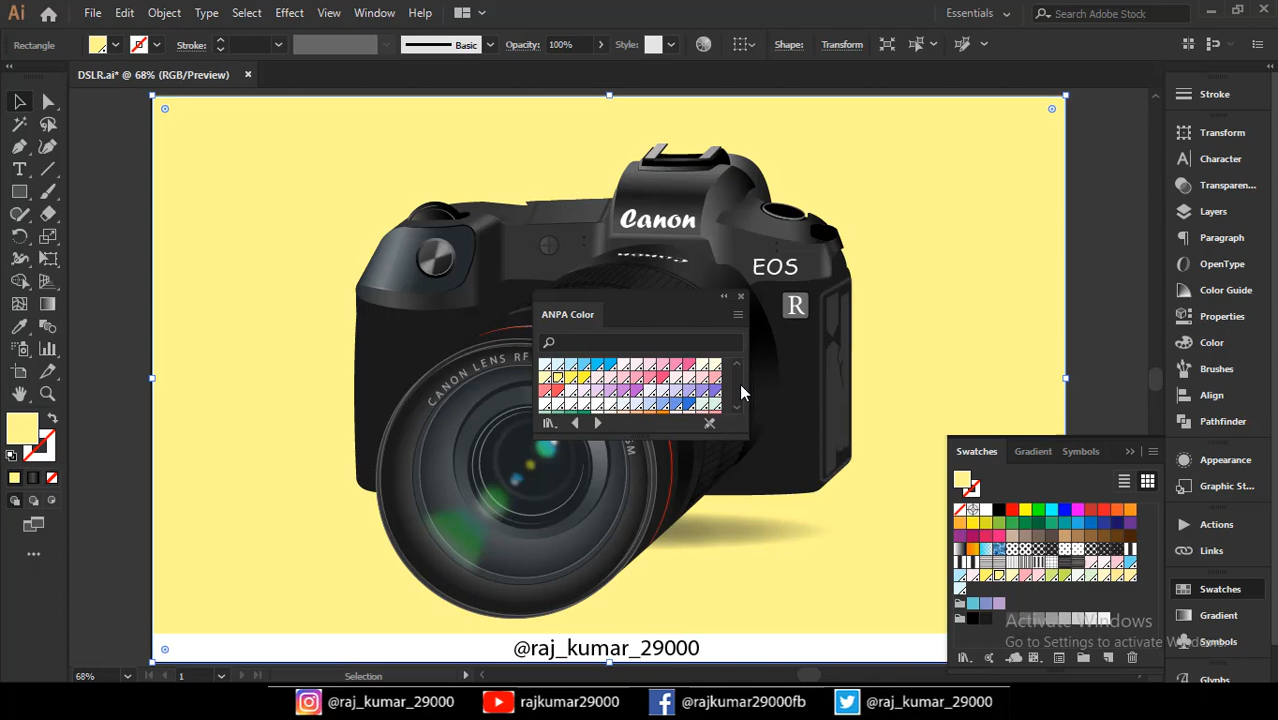 Ai File Edit Object Type Select Effect View Window Help Essentials Search Adobe Stock
Rectangle Stroke: Basic Opacity: 100% Style: Shape: Transform
DSLR.ai* @ 68% (RGB/Preview)
Stroke
Transform
Character
Transparen...
Layers
Paragraph
OpenType
Color Guide
Properties
Color
Brushes
Align
Pathfinder
Appearance
Graphic St...
Actions
Links
Swatches
Gradient
Symbols
Glyphs
Canon
EOS
R
CANON LENS RF
ANPA Color
Swatches Gradient Symbols
Activate Windows
Go to Settings to activate Windows
@raj_kumar_29000
68% 1 Selection
@raj_kumar_29000 rajkumar29000 @rajkumar29000fb @raj_kumar_29000